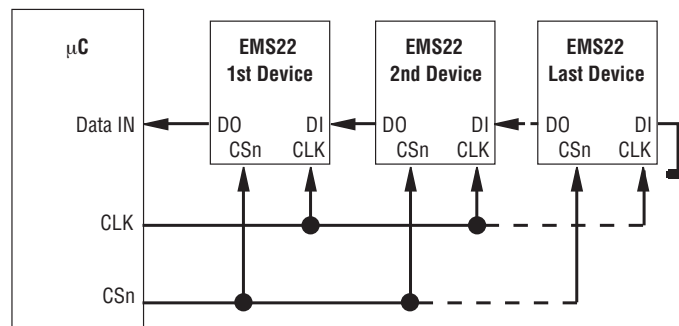 μC
EMS22
1st Device
EMS22
2nd Device
EMS22
Last Device
Data IN
DO DI
CSn CLK
DO DI
CSn CLK
DO DI
CSn CLK
CLK
CSn